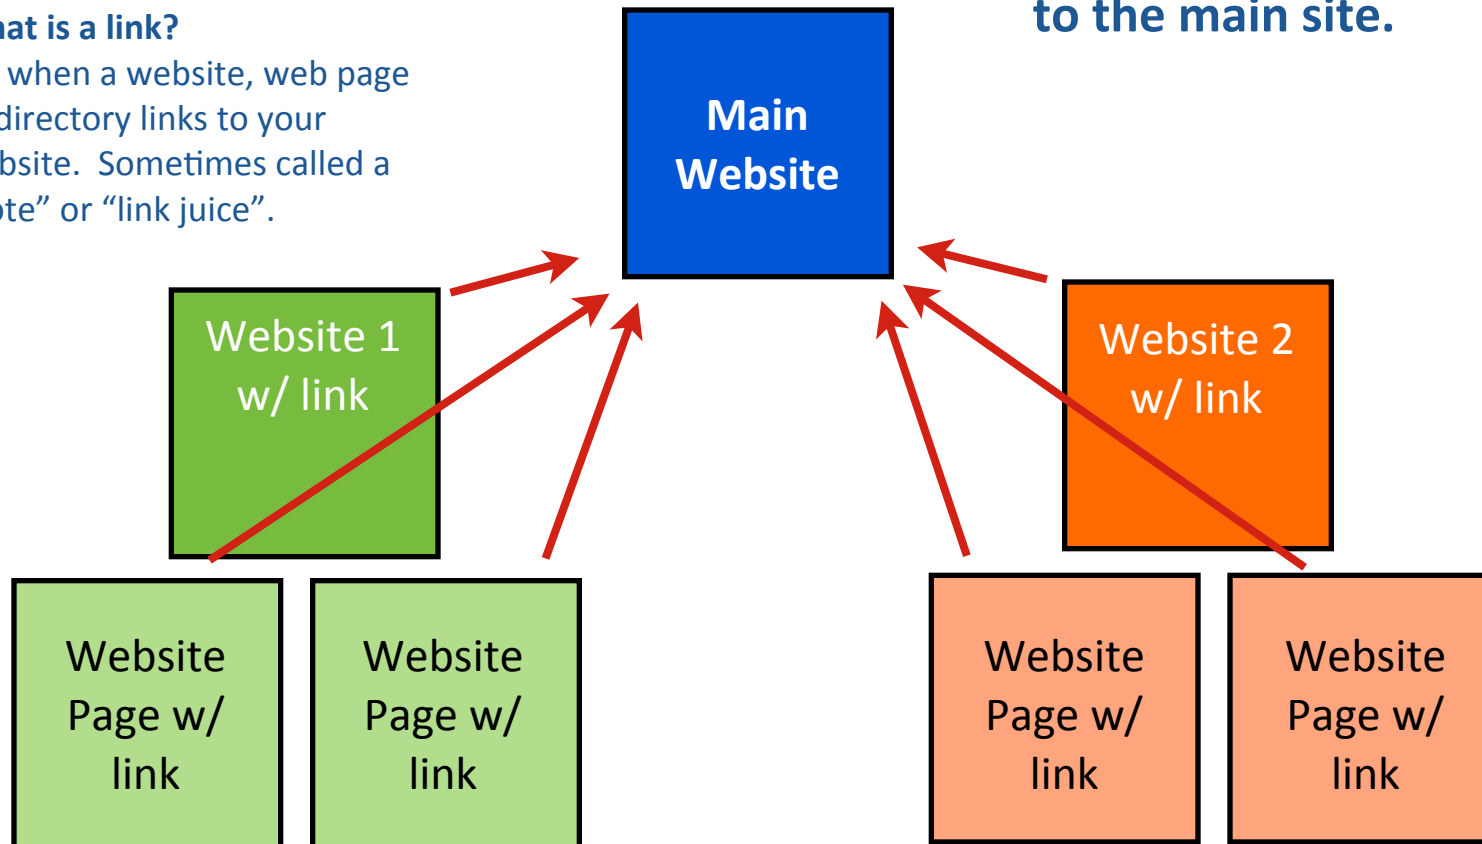 hat is a link?
when a website, web page
directory links to your
bsite.  Sometimes called a
ote” or “link juice”.
to the main site.
Main
Website
Website 1
w/ link
Website 2
w/ link
Website
Page w/
link
Website
Page w/
link
Website
Page w/
link
Website
Page w/
link